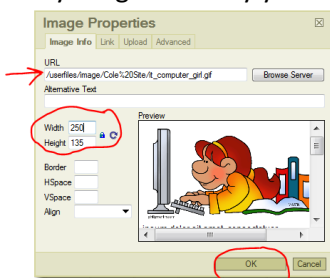 Image Properties
Image Info Link Upload Advanced
URL
/userfiles/image/Cole%20Site/it_computer_girl.gif Browse Server
Alternative Text
Width 250
Height 135
Preview
Border
HSpace
VSpace
Align
OK Cancel